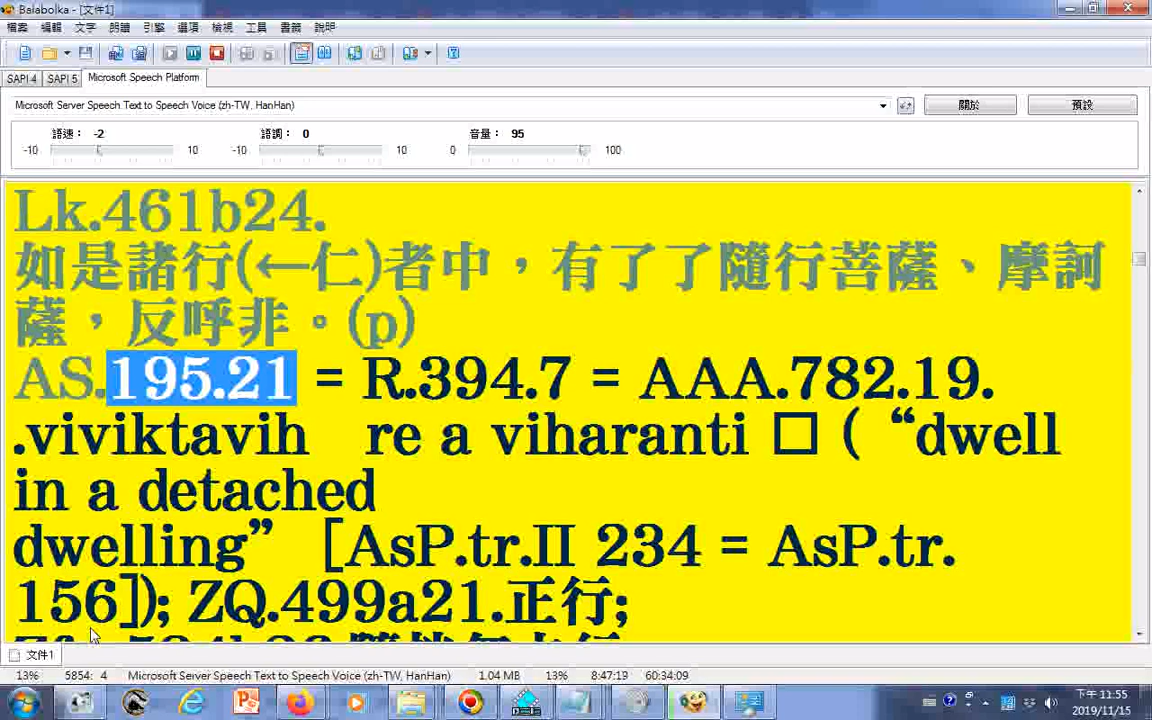 Balabolka - [文件1]
檔案 編輯 文字 朗讀 引擎 選項 檢視 工具 書籤 說明
SAPI 4 SAPI 5 Microsoft Speech Platform
Microsoft Server Speech Text to Speech Voice (zh-TW, HanHan) 關於 預設
語速： -2 語調： 0 音量： 95
-10 10 -10 10 0 100
Lk.461b24.
如是諸行(←仁)者中，有了了隨行菩薩、摩訶
薩，反呼非。(p)
AS.195.21 = R.394.7 = AAA.782.19.
.viviktavih re a viharanti □ ( “dwell
in a detached
dwelling” [AsP.tr.II 234 = AsP.tr.
156]); ZQ.499a21.正行;
文件1
13% 5854: 4 Microsoft Server Speech Text to Speech Voice (zh-TW, HanHan) 1.04 MB 13% 8:47:19 60:34:09
下午 11:55
2019/11/15